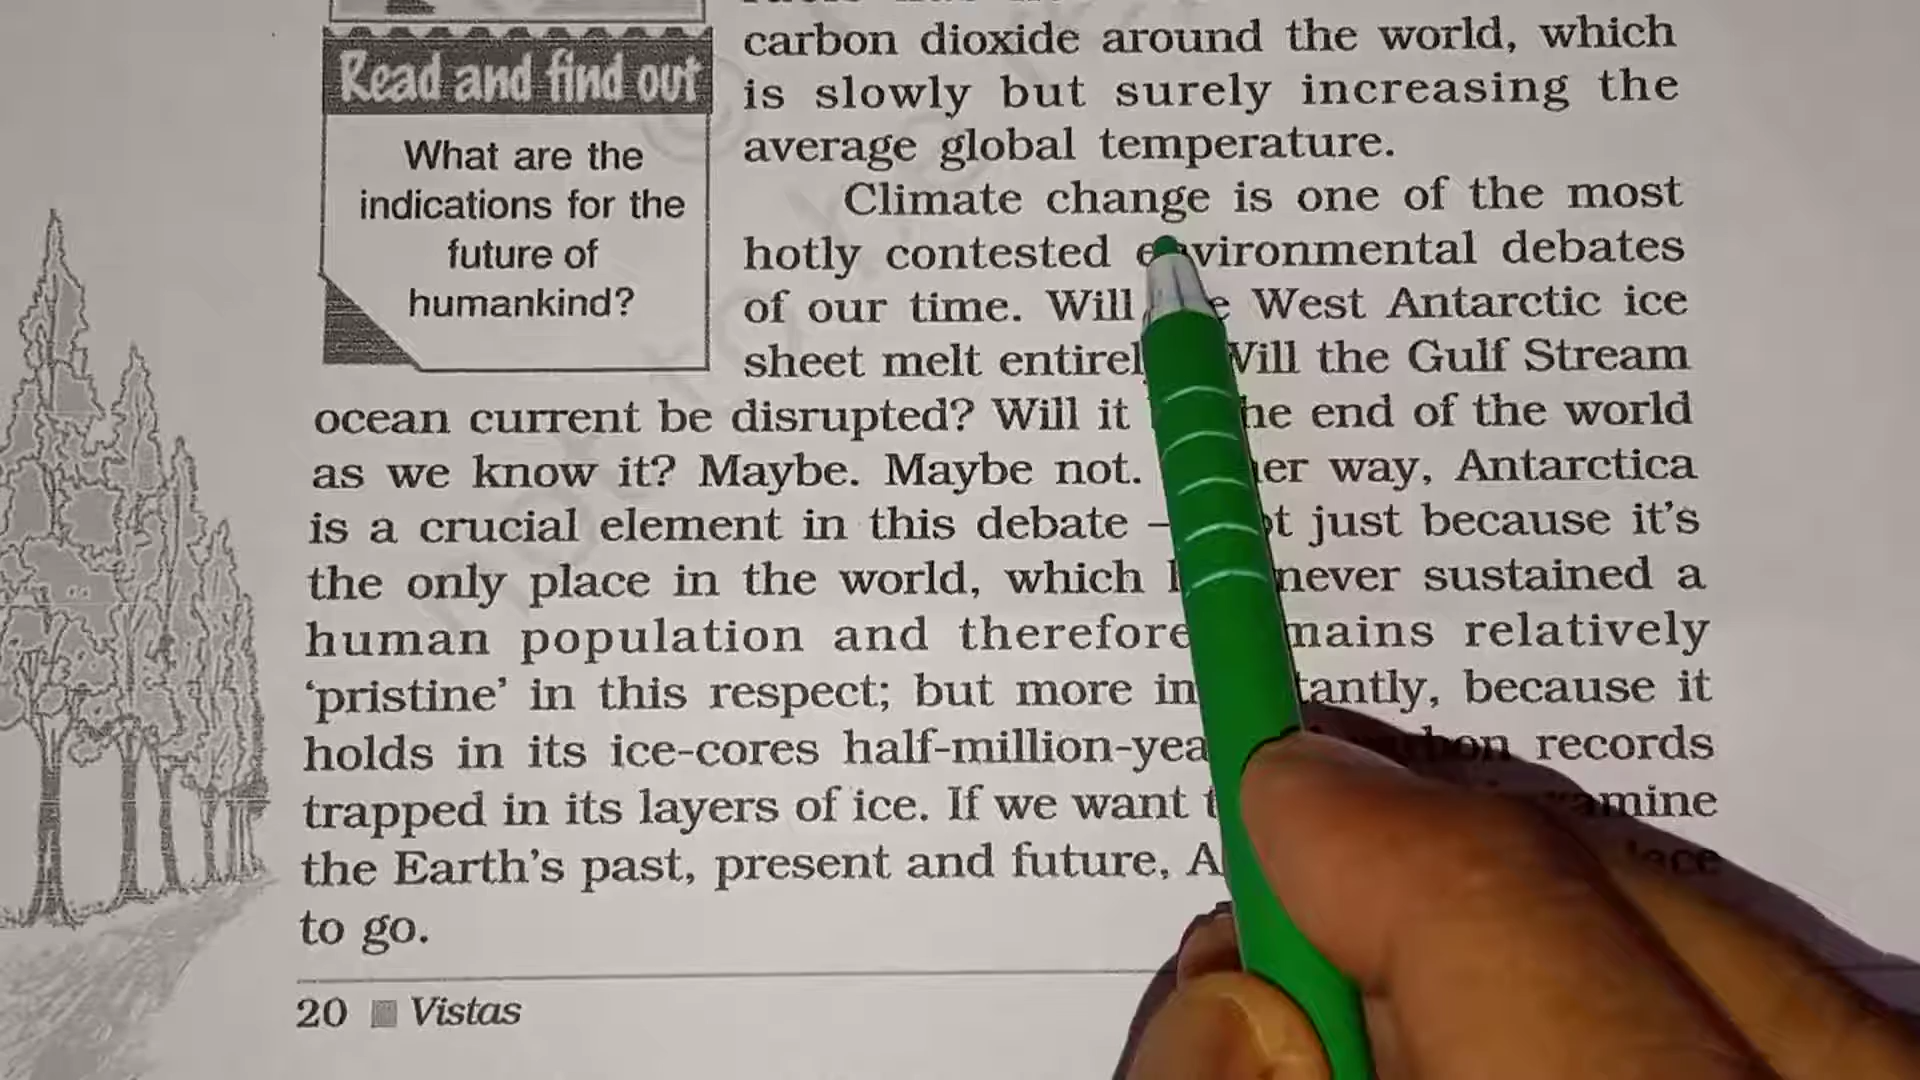 Read and find out
What are the
indications for the
future of
humankind?
carbon dioxide around the world, which
is slowly but surely increasing the
average global temperature.
Climate change is one of the most
hotly contested environmental debates
of our time. Will West Antarctic ice
sheet melt entirely Will the Gulf Stream
ocean current be disrupted? Will it the end of the world
as we know it? Maybe. Maybe not. way, Antarctica
is a crucial element in this debate – just because it's
the only place in the world, which never sustained a
human population and therefore remains relatively
‘pristine’ in this respect; but more importantly, because it
holds in its ice-cores half-million-year carbon records
trapped in its layers of ice. If we want examine
the Earth's past, present and future,
to go.
20 Vistas